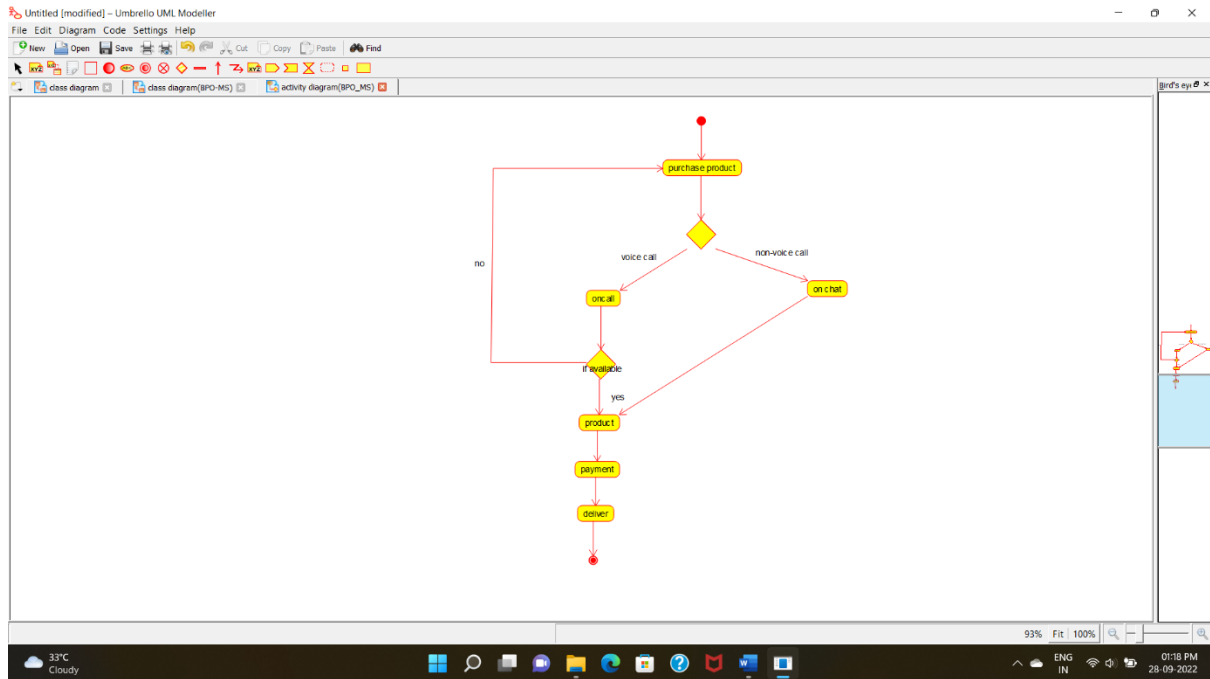 Untitled [modified] – Umbrello UML Modeller
File Edit Diagram Code Settings Help
New Open Save Cut Copy Paste Find
class diagram class diagram(BPO-MS) activity diagram(BPO_MS)
Bird's eye
purchase product
voice call
non-voice call
no
oncall
on chat
if available
yes
product
payment
deliver
93% Fit 100%
33°C
Cloudy
ENG
IN
01:18 PM
28-09-2022